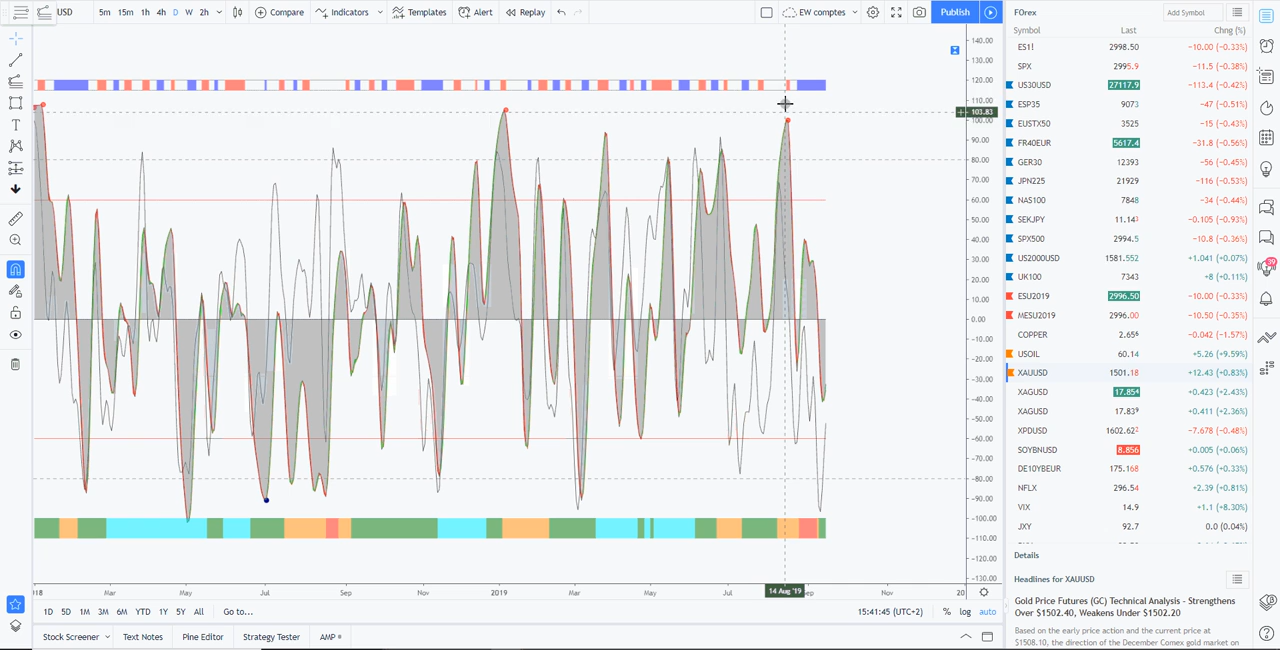 USD 5m 15m 1h 4h D W 2h Compare Indicators Templates Alert Replay EW comptes Publish
140.00
130.00
120.00
110.00
103.83
100.00
90.00
80.00
70.00
60.00
50.00
40.00
30.00
20.00
10.00
0.00
−10.00
−20.00
−30.00
−40.00
−50.00
−60.00
−70.00
−80.00
−90.00
−100.00
−110.00
−120.00
−130.00
Mar May Jul Sep Nov 2019 Mar May Jul 14 Aug '19 Nov 20
1D 5D 1M 3M 6M YTD 1Y 5Y All Go to... 15:41:45 (UTC+2) % log auto
Stock Screener Text Notes Pine Editor Strategy Tester AMP
FOrex Add Symbol
Symbol Last Chng (%)
ES1! 2998.50 −10.00 (−0.33%)
SPX 2995.9 −11.5 (−0.38%)
US30USD 27117.9 −113.4 (−0.42%)
ESP35 9073 −47 (−0.51%)
EUSTX50 3525 −15 (−0.43%)
FR40EUR 5617.4 −31.8 (−0.56%)
GER30 12393 −56 (−0.45%)
JPN225 21929 −116 (−0.53%)
NAS100 7848 −34 (−0.44%)
SEKJPY 11.143 −0.105 (−0.93%)
SPX500 2994.5 −10.8 (−0.36%)
US2000USD 1581.552 +1.041 (+0.07%)
UK100 7343 +8 (+0.11%)
39
ESU2019 2996.50 −10.00 (−0.33%)
MESU2019 2996.00 −10.50 (−0.35%)
COPPER 2.656 −0.042 (−1.57%)
USOIL 60.14 +5.26 (+9.59%)
XAUUSD 1501.18 +12.43 (+0.83%)
XAGUSD 17.854 +0.423 (+2.43%)
XAGUSD 17.839 +0.411 (+2.36%)
XPDUSD 1602.622 −7.678 (−0.48%)
SOYBNUSD 8.856 +0.005 (+0.06%)
DE10YBEUR 175.168 +0.576 (+0.33%)
NFLX 296.54 +2.39 (+0.81%)
VIX 14.9 +1.1 (+8.30%)
JXY 92.7 0.0 (0.04%)
Details
Headlines for XAUUSD
Gold Price Futures (GC) Technical Analysis - Strengthens
Over $1502.40, Weakens Under $1502.20
Based on the early price action and the current price at
$1508.10, the direction of the December Comex gold market on